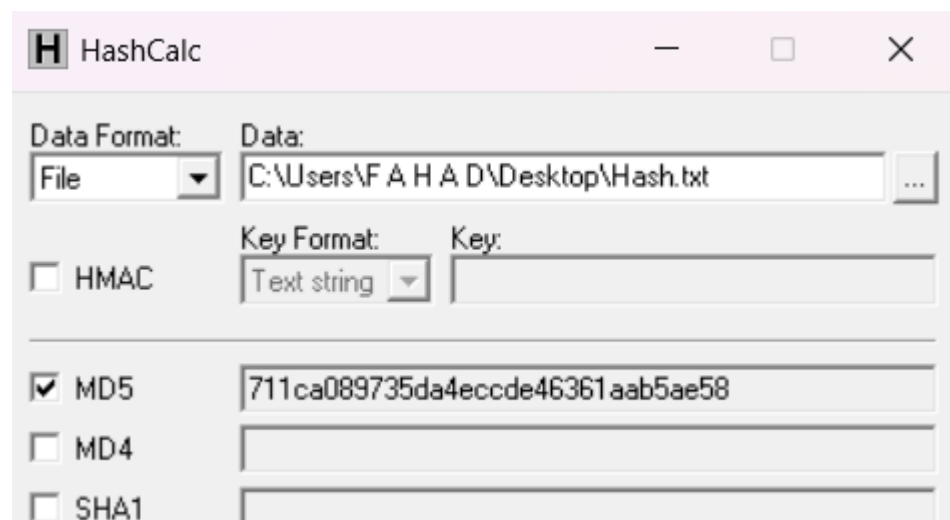 H HashCalc
Data Format: Data:
File C:\Users\F A H A D\Desktop\Hash.txt ...
Key Format: Key:
HMAC Text string
MD5 711ca089735da4eccde46361aab5ae58
MD4
SHA1